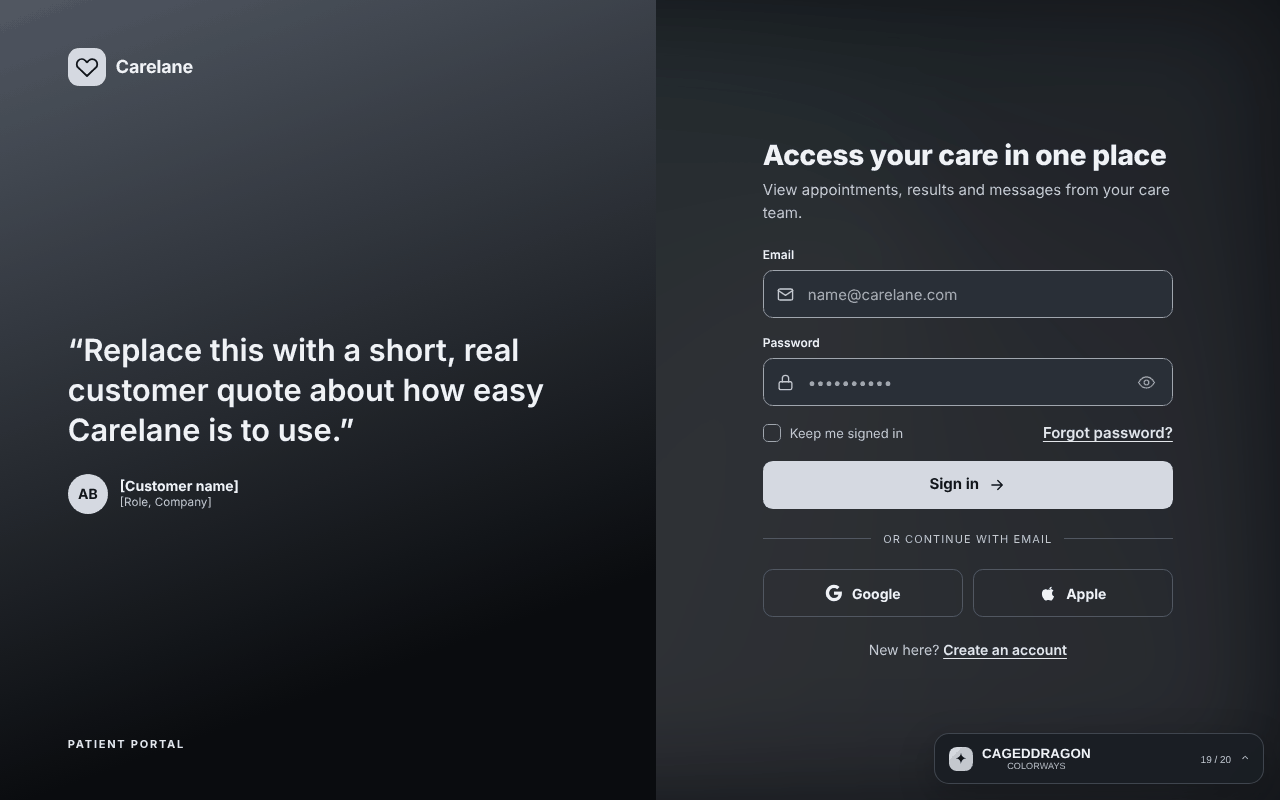 Carelane
“Replace this with a short, real
customer quote about how easy
Carelane is to use.”
AB
[Customer name]
[Role, Company]
PATIENT PORTAL
Access your care in one place
View appointments, results and messages from your care
team.
Email
name@carelane.com
Password
Keep me signed in
Forgot password?
Sign in
OR CONTINUE WITH EMAIL
Google
Apple
New here? Create an account
CAGEDDRAGON
COLORWAYS
19 / 20